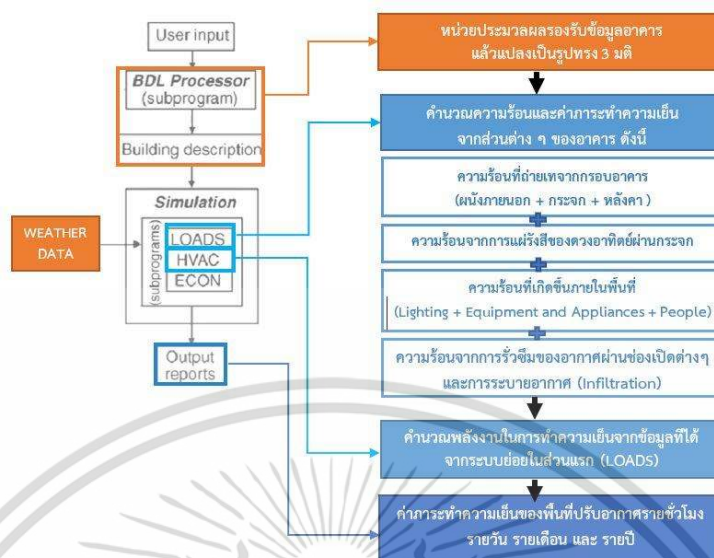 User input
BDL Processor
(subprogram)
Building description
Simulation
(subprograms)
LOADS
HVAC
ECON
WEATHER
DATA
Output
reports
หน่วยประมวลผลรองรับข้อมูลอาคาร
แล้วแปลงเป็นรูปทรง 3 มิติ
คำนวณความร้อนและค่าภาระทำความเย็น
จากส่วนต่าง ๆ ของอาคาร ดังนี้
ความร้อนที่ถ่ายเทจากกรอบอาคาร
(ผนังภายนอก + กระจก + หลังคา )
ความร้อนจากการแผ่รังสีของดวงอาทิตย์ผ่านกระจก
ความร้อนที่เกิดขึ้นภายในพื้นที่
(Lighting + Equipment and Appliances + People)
ความร้อนจากการรั่วซึมของอากาศผ่านช่องเปิดต่างๆ
และการระบายอากาศ (Infiltration)
คำนวณพลังงานในการทำความเย็นจากข้อมูลที่ได้
จากระบบย่อยในส่วนแรก (LOADS)
ค่าภาระทำความเย็นของพื้นที่ปรับอากาศรายชั่วโมง
รายวัน รายเดือน และ รายปี